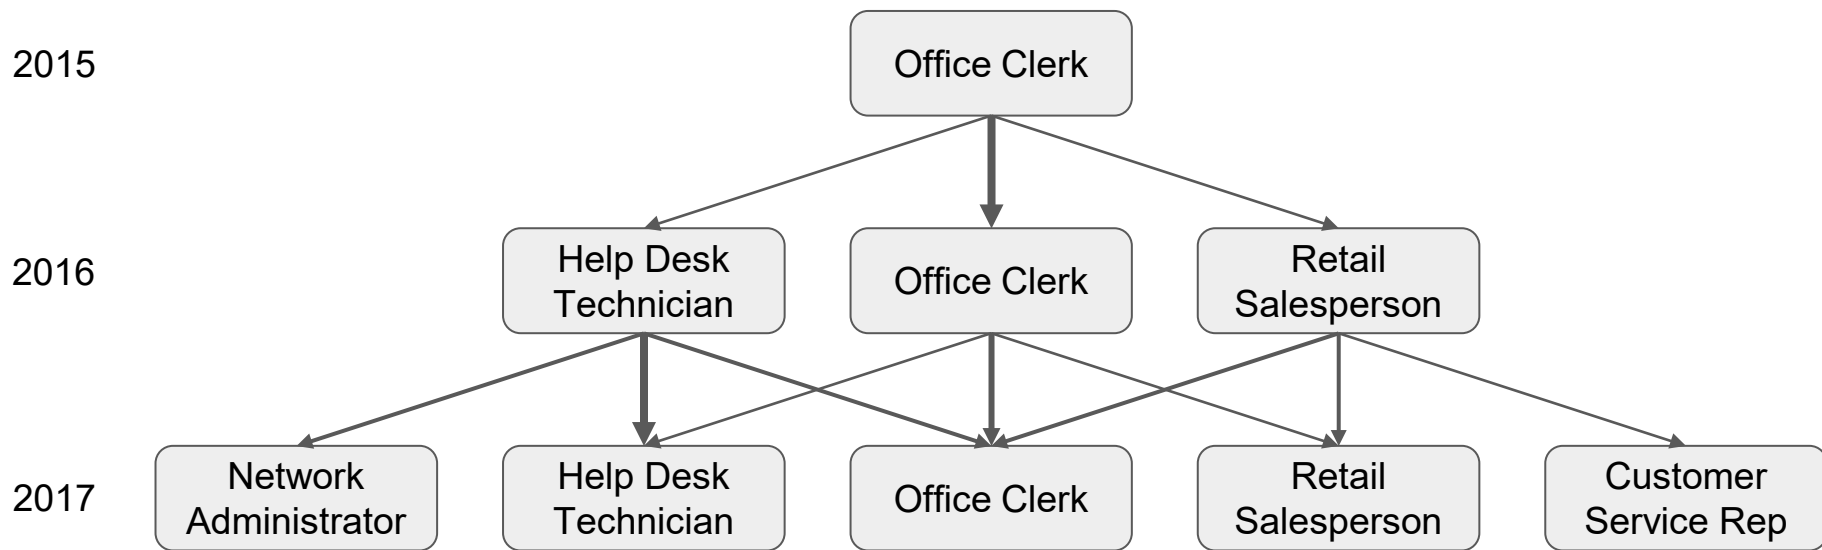 2015
Office Clerk
2016
Help Desk
Technician
Office Clerk
Retail
Salesperson
2017
Network
Administrator
Help Desk
Technician
Office Clerk
Retail
Salesperson
Customer
Service Rep